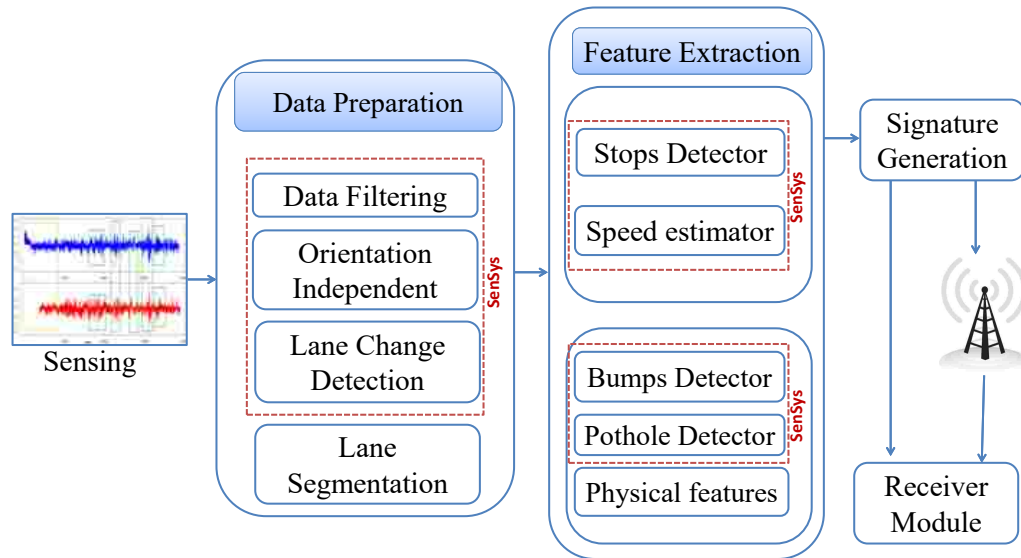 Sensing
Data Preparation
Data Filtering
Orientation
Independent
Lane Change
Detection
SenSys
Lane
Segmentation
Feature Extraction
Stops Detector
Speed estimator
SenSys
Bumps Detector
Pothole Detector
SenSys
Physical features
Signature
Generation
Receiver
Module